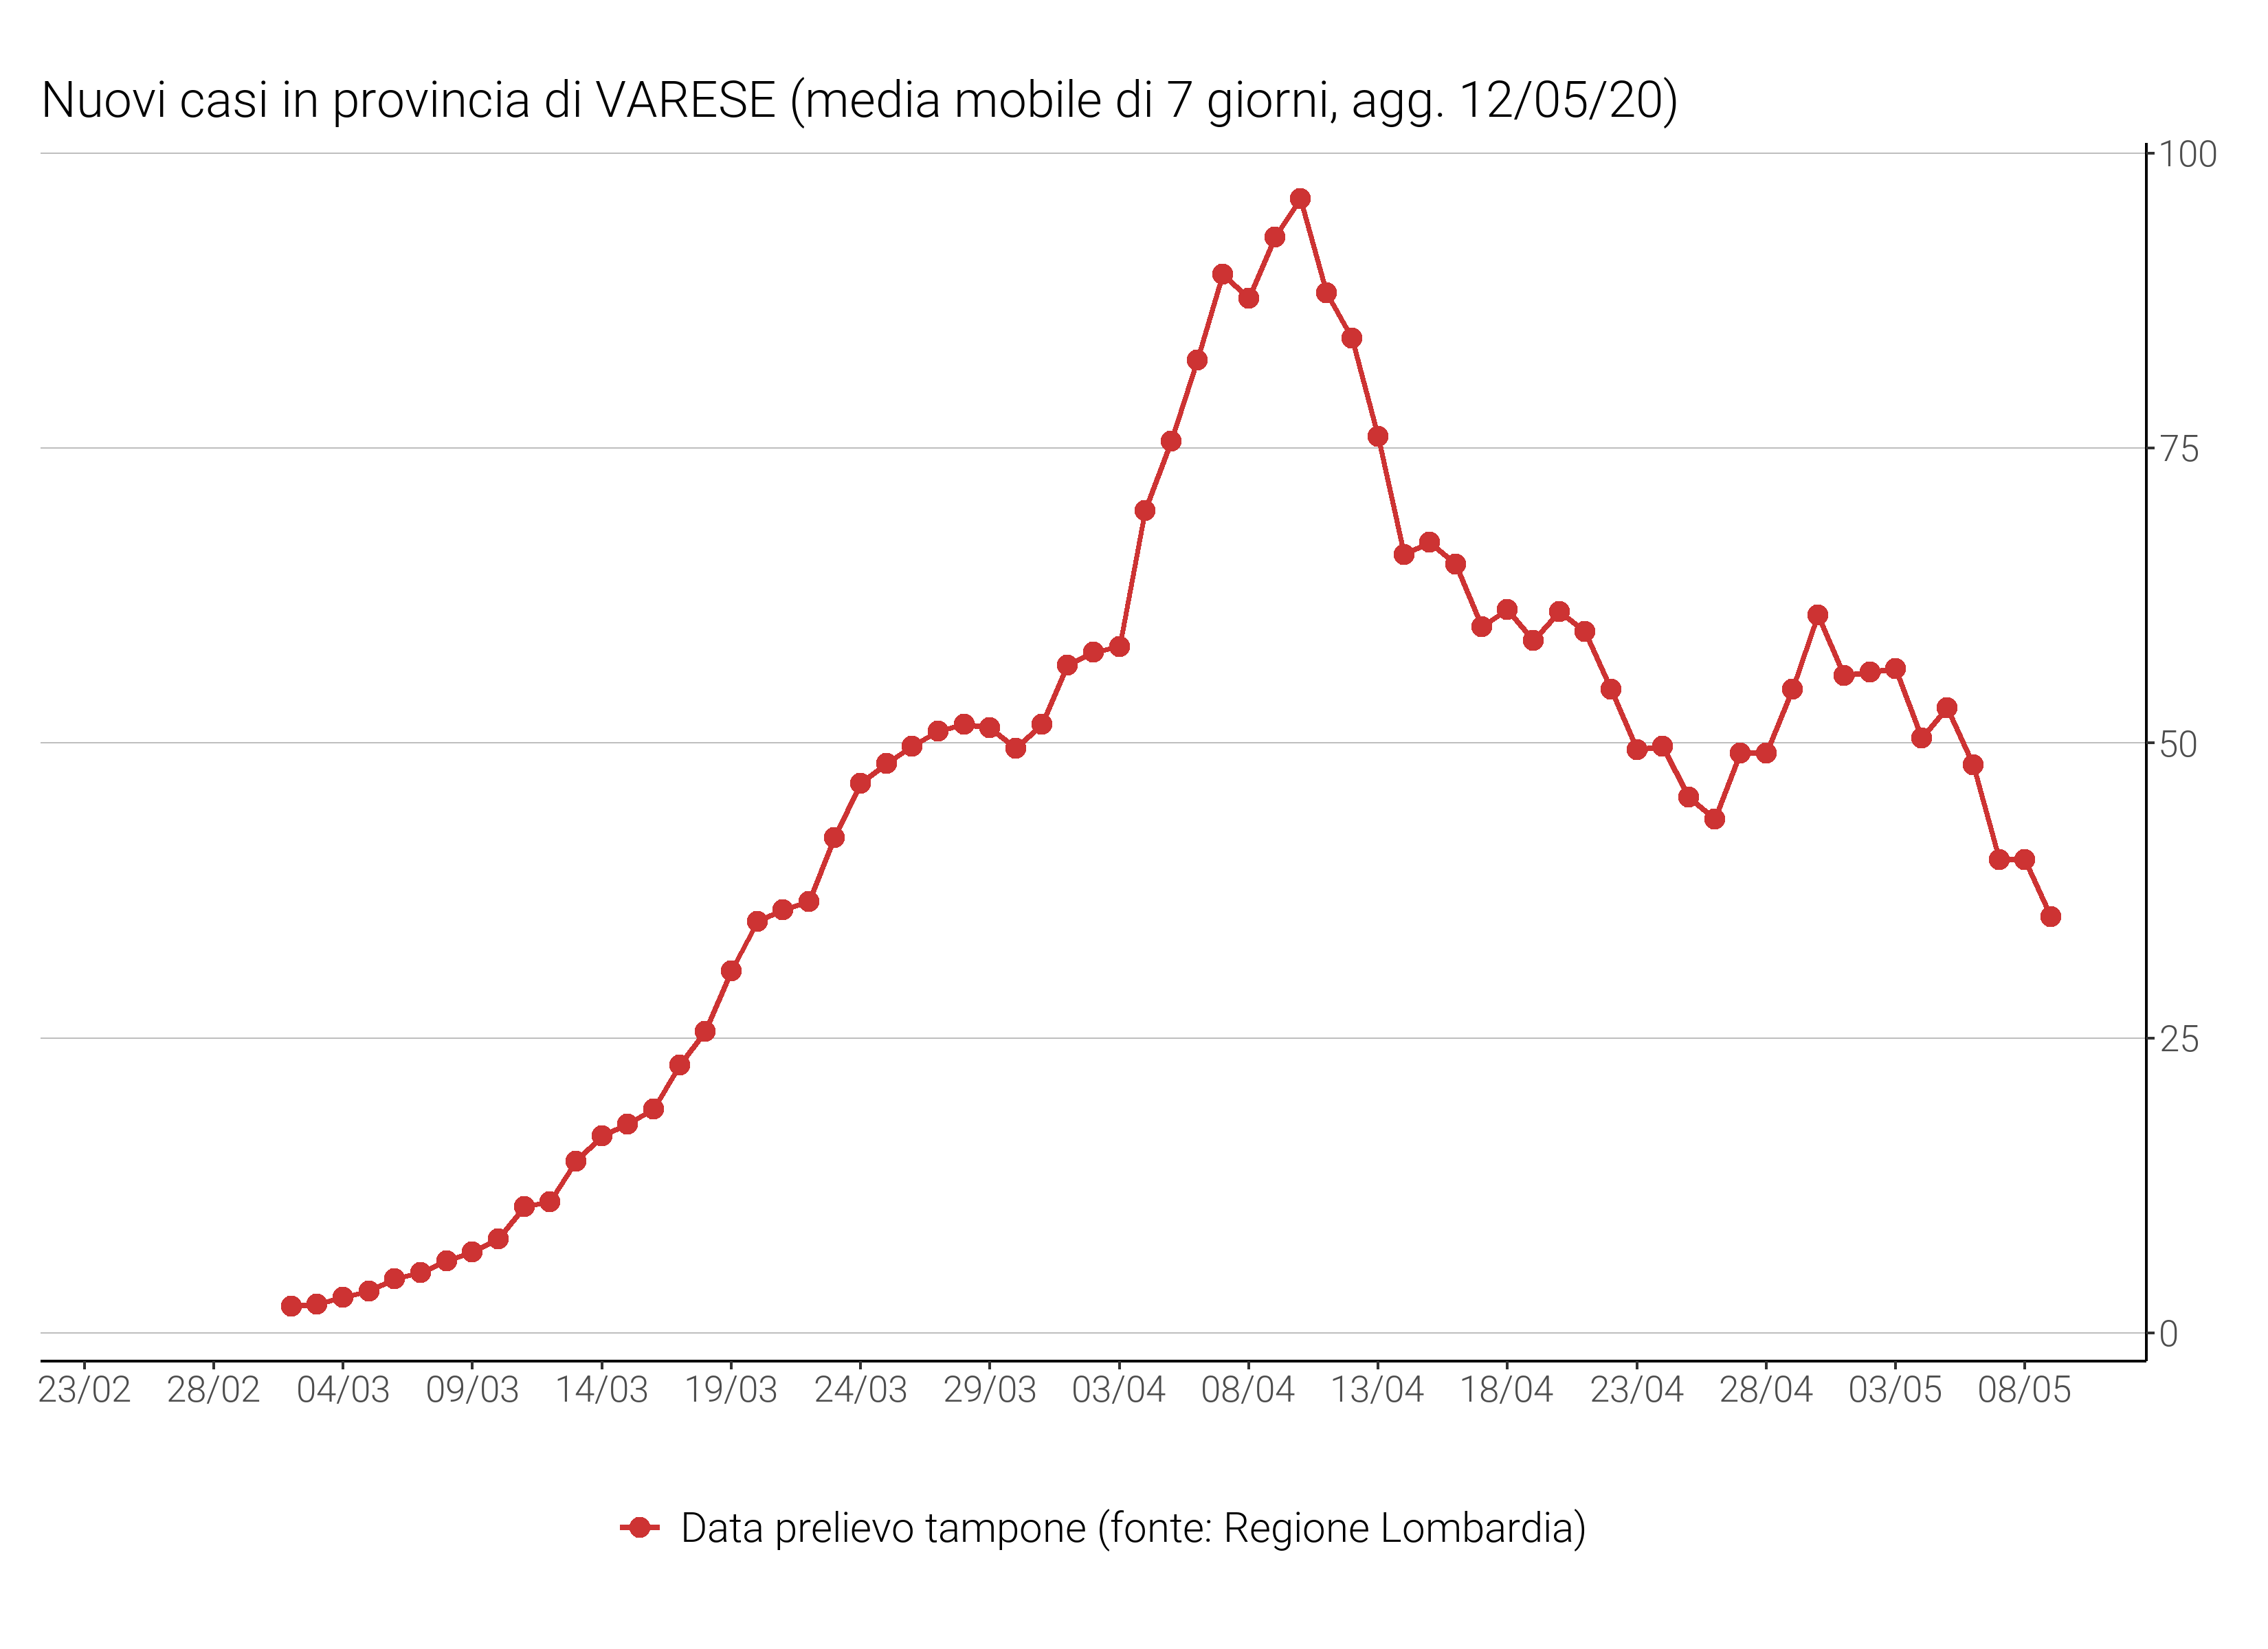 Nuovi casi in provincia di VARESE (media mobile di 7 giorni, agg. 12/05/20)
100
75
50
25
0
23/02 28/02 04/03 09/03 14/03 19/03 24/03 29/03 03/04 08/04 13/04 18/04 23/04 28/04 03/05 08/05
Data prelievo tampone (fonte: Regione Lombardia)